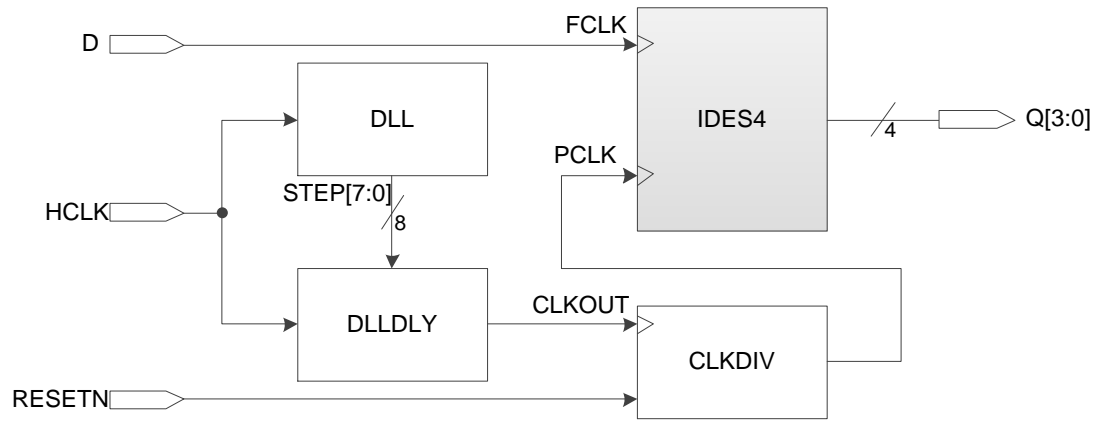 FCLK
D
DLL
IDES4
Q[3:0]
4
PCLK
STEP[7:0]
HCLK
8
CLKOUT
DLLDLY
CLKDIV
RESETN